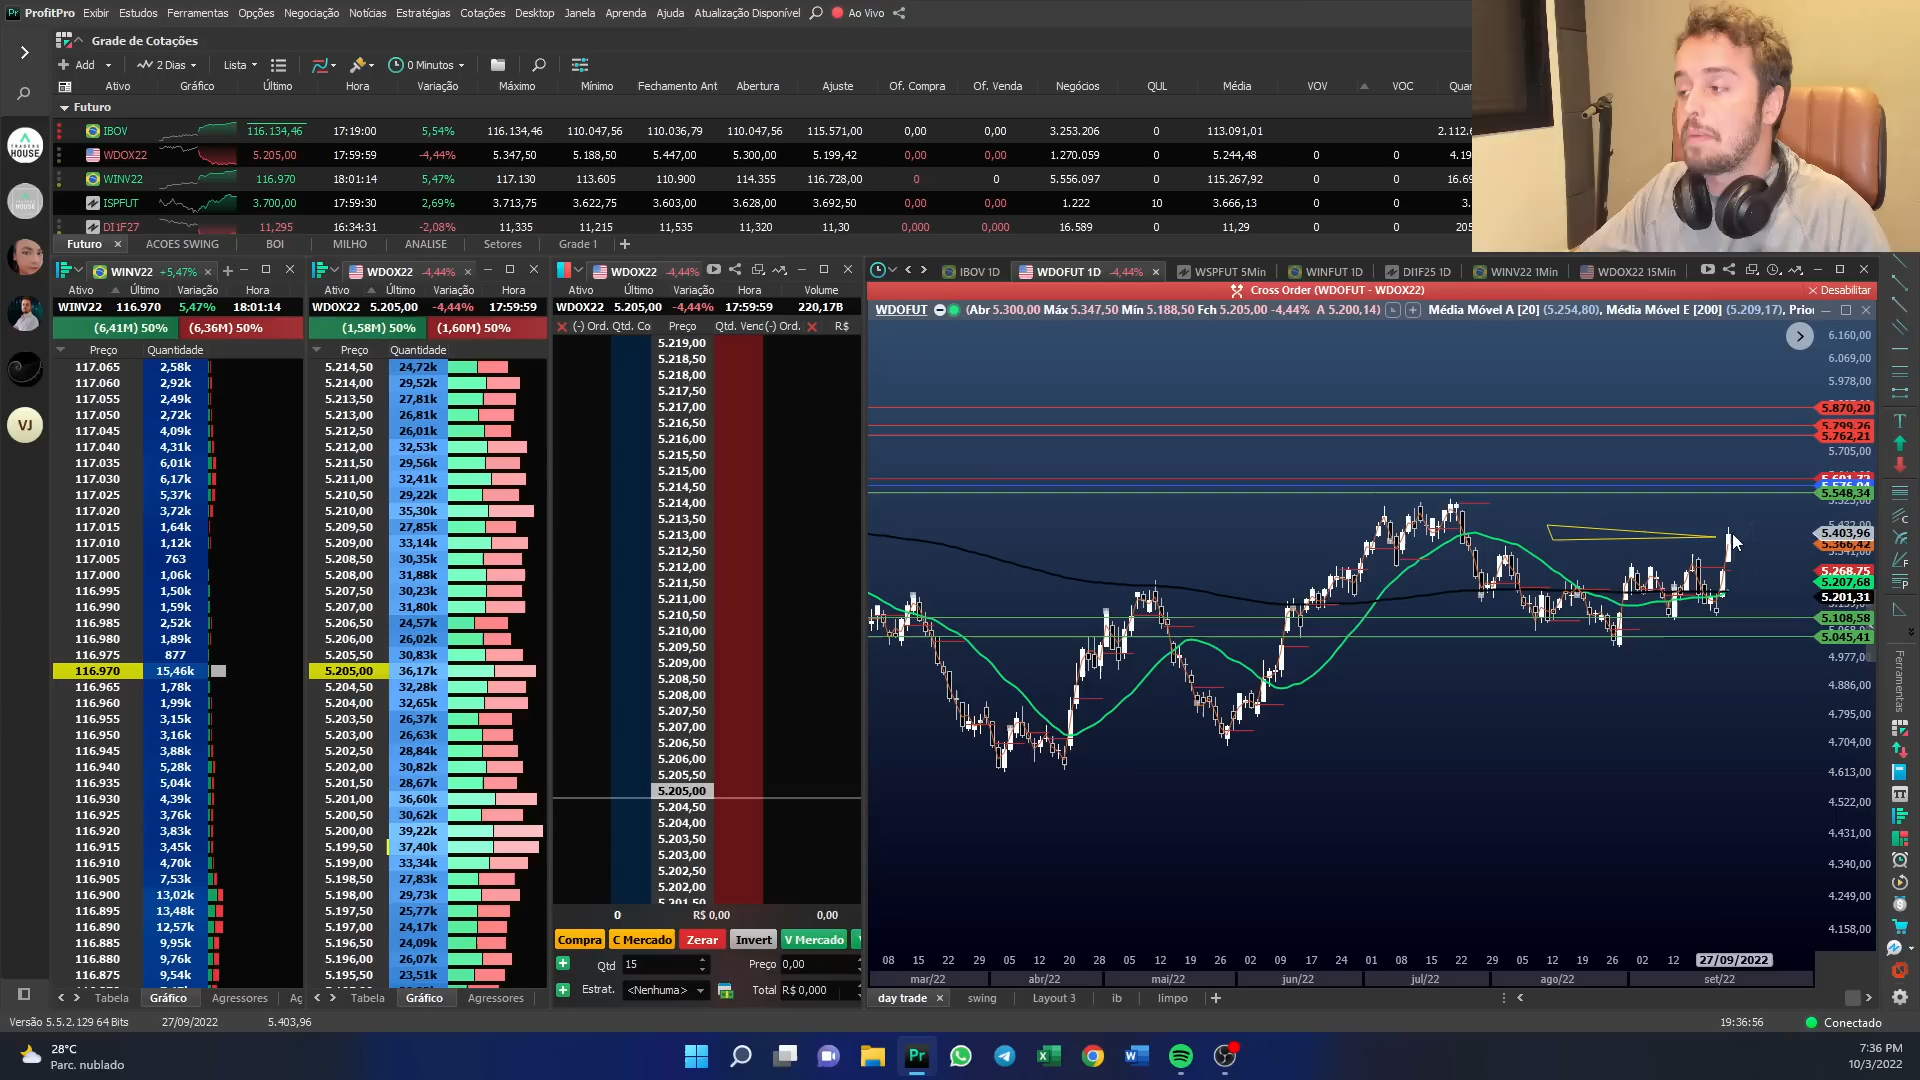 ProfitPro Exibir Estudos Ferramentas Opções Negociação Notícias Estratégias Cotações Desktop Janela Aprenda Ajuda Atualização Disponível Ao Vivo
Grade de Cotações
Add 2 Dias Lista 0 Minutos
Ativo Gráfico Último Hora Variação Máximo Mínimo Fechamento Ant Abertura Ajuste Of. Compra Of. Venda Negócios QUL Média VOV VOC
Futuro
IBOV 116.134,46 17:19:00 5,54% 116.134,46 110.047,56 110.036,79 110.047,56 115.571,00 0,00 0,00 3.253.206 0 113.091,01 2.112.6
WDOX22 5.205,00 17:59:59 -4,44% 5.347,50 5.188,50 5.447,00 5.300,00 5.199,42 0,00 0,00 1.270.059 0 5.244,48 0 0 4.19
WINV22 116.970 18:01:14 5,47% 117.130 113.605 110.900 114.355 116.728,00 0 0 5.556.097 0 115.267,92 0 0 16.69
ISPFUT 3.700,00 17:59:30 2,69% 3.713,75 3.622,75 3.603,00 3.628,00 3.692,50 0,00 0,00 1.222 10 3.666,13 0 0 3.
DI1F27 11,295 16:34:31 -2,08% 11,335 11,215 11,535 11,320 11,30 0,000 0,000 16.589 0 11,29 0 0 205
Futuro ACOES SWING BOI MILHO ANALISE Setores Grade 1
TRADERS HOUSE
VJ
WINV22 +5,47%
Ativo Último Variação Hora
WINV22 116.970 5,47% 18:01:14
(6,41M) 50% (6,36M) 50%
Preço Quantidade
117.065 2,58k
117.060 2,92k
117.055 2,49k
117.050 2,72k
117.045 4,09k
117.040 4,31k
117.035 6,01k
117.030 6,17k
117.025 5,37k
117.020 3,72k
117.015 1,64k
117.010 1,12k
117.005 763
117.000 1,06k
116.995 1,50k
116.990 1,59k
116.985 2,52k
116.980 1,89k
116.975 877
116.970 15,46k
116.965 1,78k
116.960 1,99k
116.955 3,15k
116.950 3,16k
116.945 3,88k
116.940 5,28k
116.935 5,04k
116.930 4,39k
116.925 3,76k
116.920 3,83k
116.915 3,45k
116.910 4,70k
116.905 7,53k
116.900 13,02k
116.895 13,48k
116.890 12,57k
116.885 9,95k
116.880 9,76k
116.875 9,54k
Tabela Gráfico Agressores Ag
WDOX22 -4,44%
Ativo Último Variação Hora
WDOX22 5.205,00 -4,44% 17:59:59
(1,58M) 50% (1,60M) 50%
Preço Quantidade
5.214,50 24,72k
5.214,00 29,52k
5.213,50 27,81k
5.213,00 26,81k
5.212,50 26,01k
5.212,00 32,53k
5.211,50 29,56k
5.211,00 32,41k
5.210,50 29,22k
5.210,00 35,30k
5.209,50 27,85k
5.209,00 33,14k
5.208,50 30,35k
5.208,00 31,88k
5.207,50 30,23k
5.207,00 31,80k
5.206,50 24,57k
5.206,00 26,02k
5.205,50 30,83k
5.205,00 36,17k
5.204,50 32,28k
5.204,00 32,65k
5.203,50 26,37k
5.203,00 26,63k
5.202,50 28,84k
5.202,00 30,82k
5.201,50 28,67k
5.201,00 36,60k
5.200,50 30,62k
5.200,00 39,22k
5.199,50 37,40k
5.199,00 33,34k
5.198,50 27,83k
5.198,00 29,73k
5.197,50 25,77k
5.197,00 24,17k
5.196,50 24,09k
5.196,00 26,07k
5.195,50 23,51k
Tabela Gráfico Agressores
WDOX22 -4,44%
Ativo Último Variação Hora Volume
WDOX22 5.205,00 -4,44% 17:59:59 220,17B
(-) Ord. Qtd. Co Preço Qtd. Venc (-) Ord. R$
5.219,00
5.218,50
5.218,00
5.217,50
5.217,00
5.216,50
5.216,00
5.215,50
5.215,00
5.214,50
5.214,00
5.213,50
5.213,00
5.212,50
5.212,00
5.211,50
5.211,00
5.210,50
5.210,00
5.209,50
5.209,00
5.208,50
5.208,00
5.207,50
5.207,00
5.206,50
5.206,00
5.205,50
5.205,00
5.204,50
5.204,00
5.203,50
5.203,00
5.202,50
5.202,00
5.201,50
0 R$ 0,00 0,00
Compra C Mercado Zerar Invert V Mercado
Qtd 15 Preço 0,00
Estrat. <Nenhuma> Total R$ 0,000
IBOV 1D WDOFUT 1D -4,44% WSPFUT 5Min WINFUT 1D DI1F25 1D WINV22 1Min WDOX22 15Min
Cross Order (WDOFUT - WDOX22) Desabilitar
WDOFUT (Abr 5.300,00 Máx 5.347,50 Mín 5.188,50 Fch 5.205,00 -4,44% A 5.200,14) Média Móvel A [20] (5.254,80), Média Móvel E [200] (5.209,17), Prio
6.160,00
6.069,00
5.978,00
5.870,20
5.799,26
5.762,21
5.705,00
5.548,34
5.403,96
5.366,42
5.268,75
5.207,68
5.201,31
5.108,58
5.045,41
4.977,00
4.886,00
4.795,00
4.704,00
4.613,00
4.522,00
4.431,00
4.340,00
4.249,00
4.158,00
08 15 22 29 05 12 20 28 06 12 19 26 02 09 17 24 01 08 15 22 29 05 12 19 26 02 12 27/09/2022
mar/22 abr/22 mai/22 jun/22 jul/22 ago/22 set/22
day trade swing Layout 3 ib limpo
Ferramentas
Versão 5.5.2.129 64 Bits 27/09/2022 5.403,96 19:36:56 Conectado
28°C
Parc. nublado
7:36 PM
10/3/2022